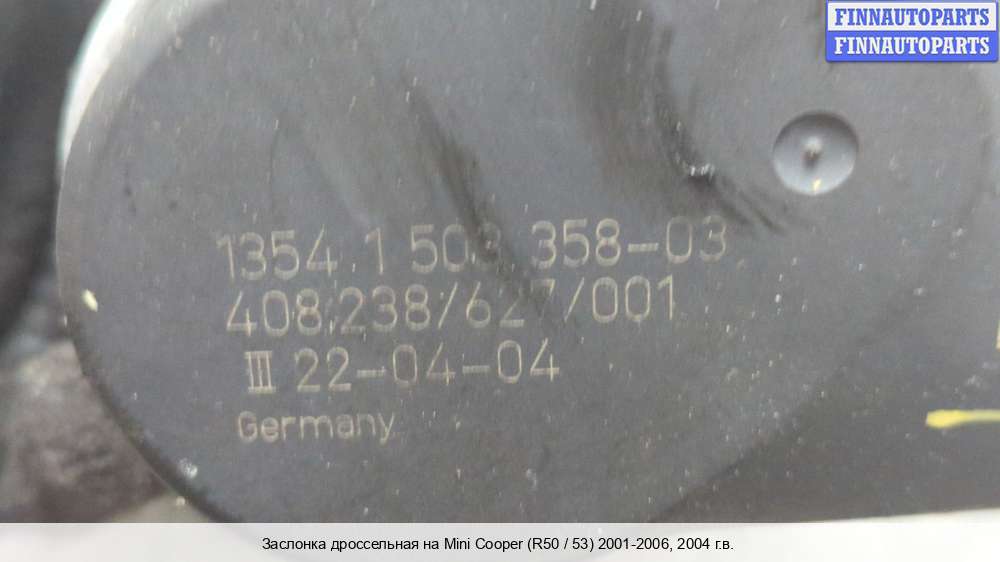 FINNAUTOPARTS
FINNAUTOPARTS
1354 1 503 358-03
408 238/627/001
III 22-04-04
Germany
Заслонка дроссельная на Mini Cooper (R50 / 53) 2001-2006, 2004 г.в.